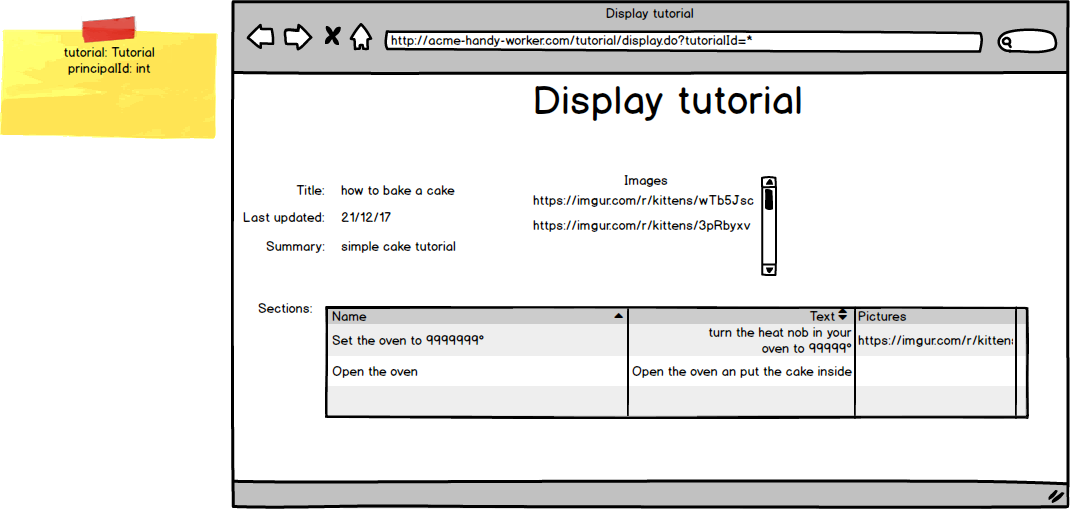 tutorial: Tutorial
principalId: int
Display tutorial
http://acme-handy-worker.com/tutorial/display.do?tutorialId=*
Display tutorial
Title: how to bake a cake
Last updated: 21/12/17
Summary: simple cake tutorial
Images
https://imgur.com/r/kittens/wTb5Jsc
https://imgur.com/r/kittens/3pRbyxv
Sections:
Name Text Pictures
Set the oven to 9999999° turn the heat nob in your
oven to 99999° https://imgur.com/r/kittens
Open the oven Open the oven an put the cake inside